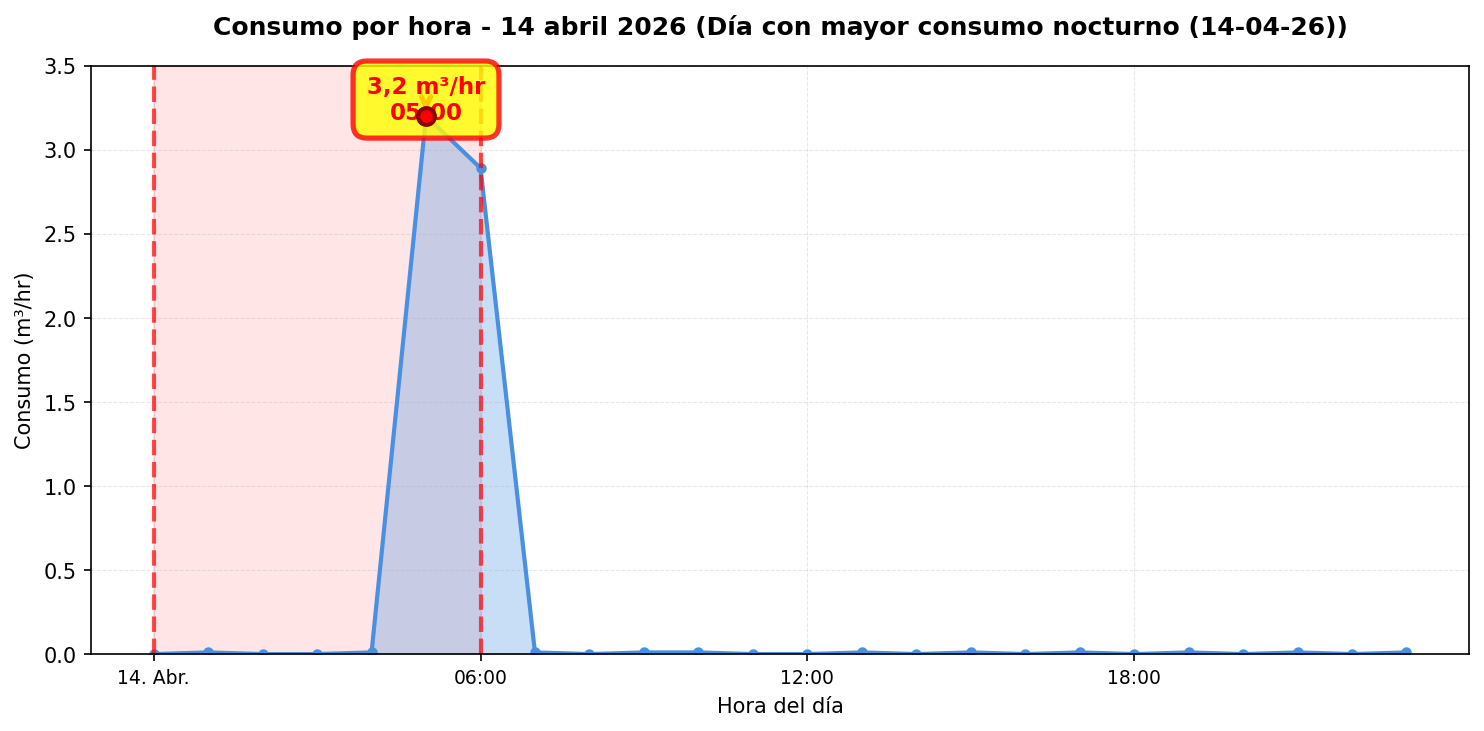 Consumo por hora - 14 abril 2026 (Día con mayor consumo nocturno (14-04-26))
3,2 m³/hr
05:00
Consumo (m³/hr)
3.5
3.0
2.5
2.0
1.5
1.0
0.5
0.0
14. Abr.
06:00
12:00
18:00
Hora del día